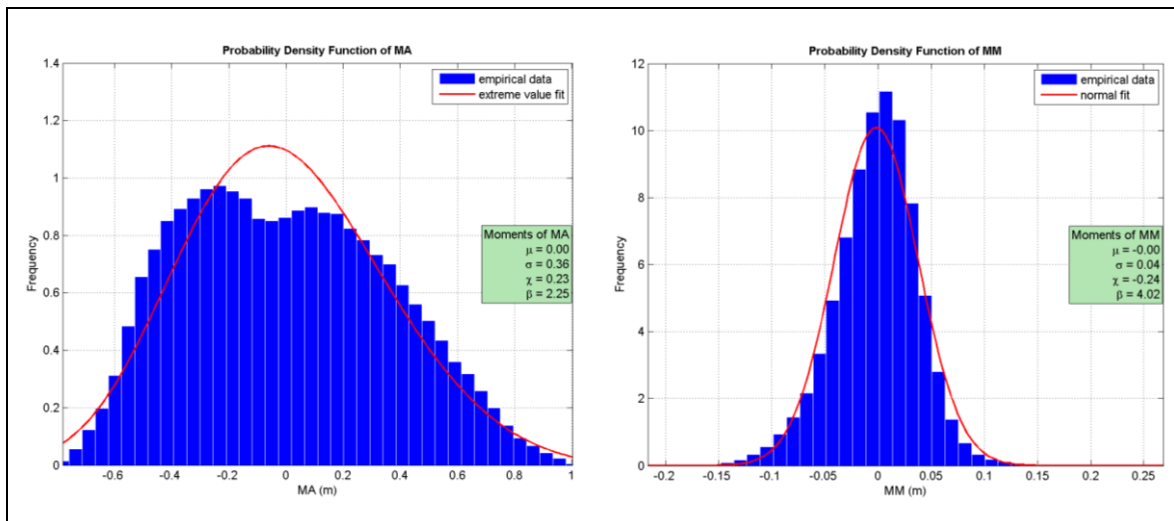 Probability Density Function of MA
1.4
1.2
1
0.8
0.6
0.4
0.2
0
Frequency
-0.6
-0.4
-0.2
0
0.2
0.4
0.6
0.8
1
MA (m)
empirical data
extreme value fit
Moments of MA
μ = 0.00
σ = 0.36
χ = 0.23
β = 2.25
Probability Density Function of MM
12
10
8
6
4
2
0
Frequency
-0.2
-0.15
-0.1
-0.05
0
0.05
0.1
0.15
0.2
0.25
MM (m)
empirical data
normal fit
Moments of MM
μ = -0.00
σ = 0.04
χ = -0.24
β = 4.02